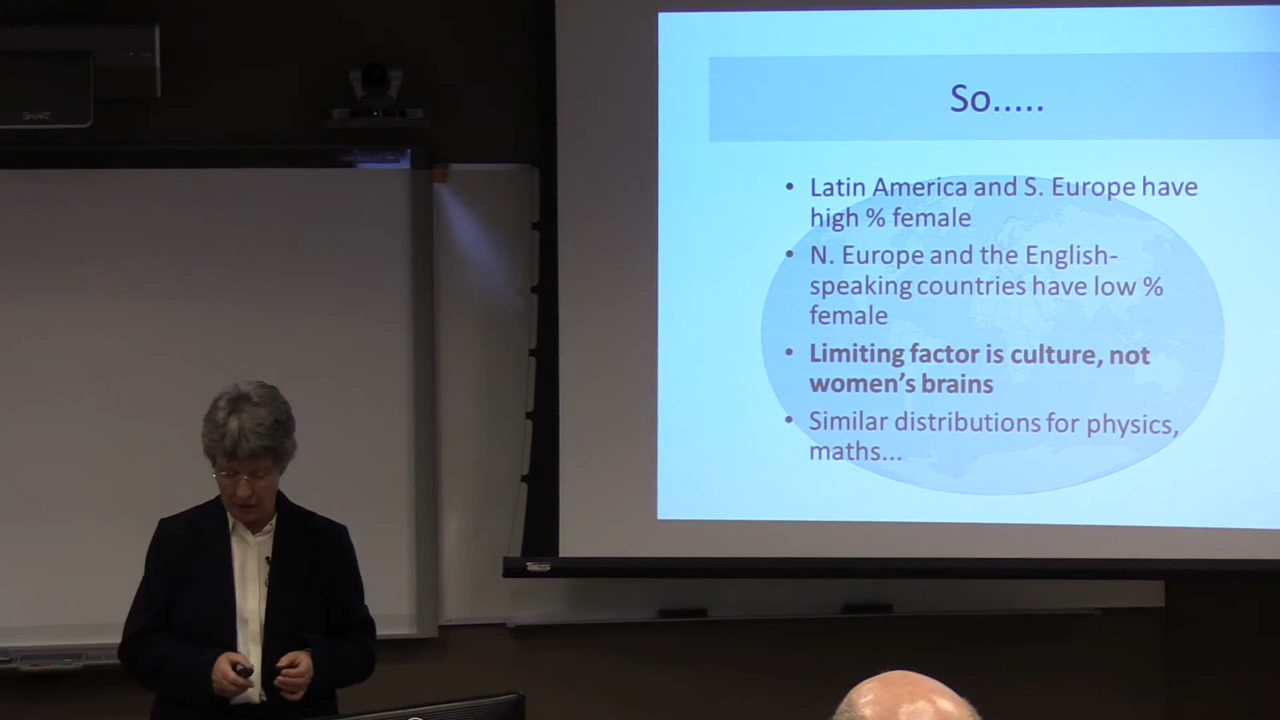 SMART
So.....
• Latin America and S. Europe have
high % female
• N. Europe and the English-
speaking countries have low %
female
• Limiting factor is culture, not
women's brains
• Similar distributions for physics,
maths...